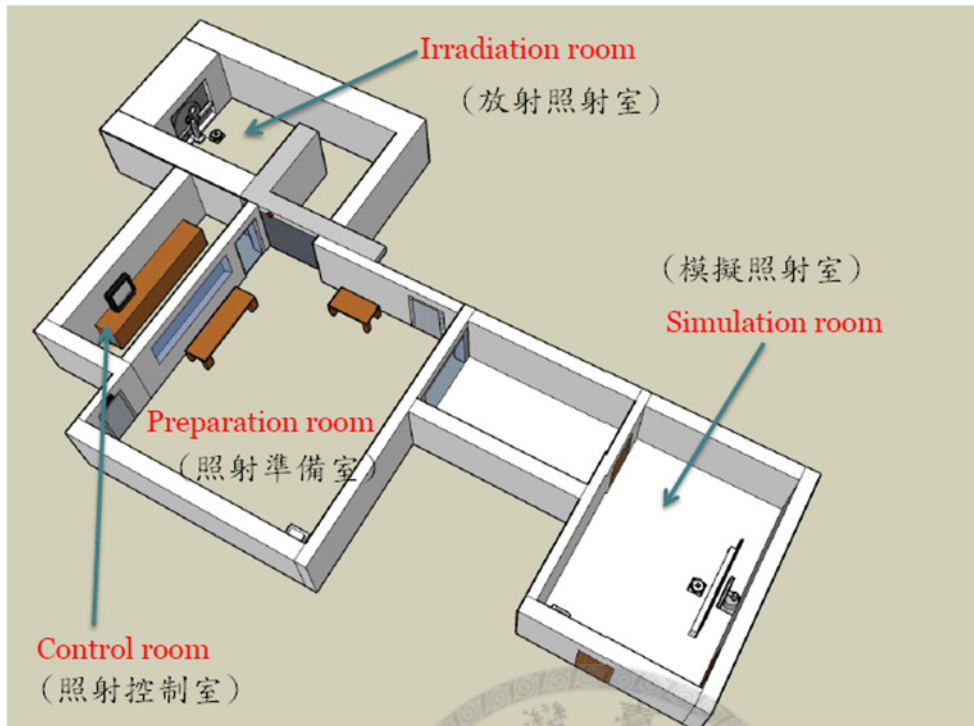 Irradiation room
（放射照射室）
（模擬照射室）
Simulation room
Preparation room
（照射準備室）
Control room
（照射控制室）